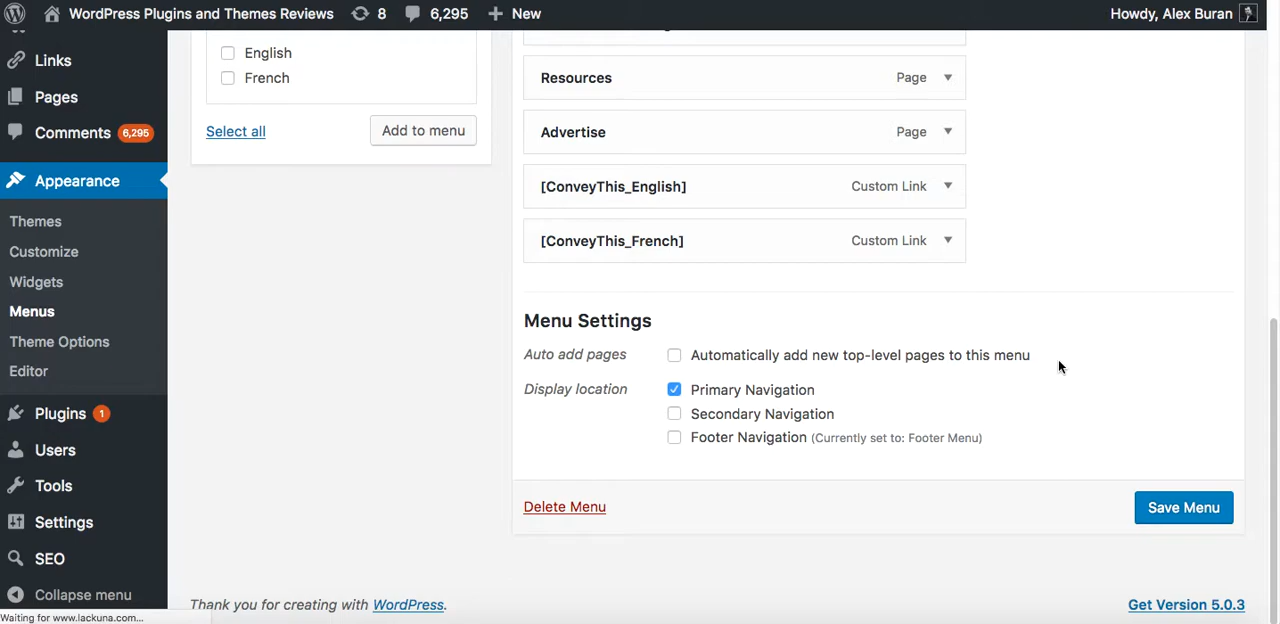 WordPress Plugins and Themes Reviews 8 6,295 New Howdy, Alex Buran
Links
Pages
Comments 6,295
Appearance
Themes
Customize
Widgets
Menus
Theme Options
Editor
Plugins 1
Users
Tools
Settings
SEO
Collapse menu
English
French
Select all Add to menu
Resources Page
Advertise Page
[ConveyThis_English] Custom Link
[ConveyThis_French] Custom Link
Menu Settings
Auto add pages Automatically add new top-level pages to this menu
Display location Primary Navigation
Secondary Navigation
Footer Navigation (Currently set to: Footer Menu)
Delete Menu Save Menu
Thank you for creating with WordPress. Get Version 5.0.3
Waiting for www.lackuna.com...